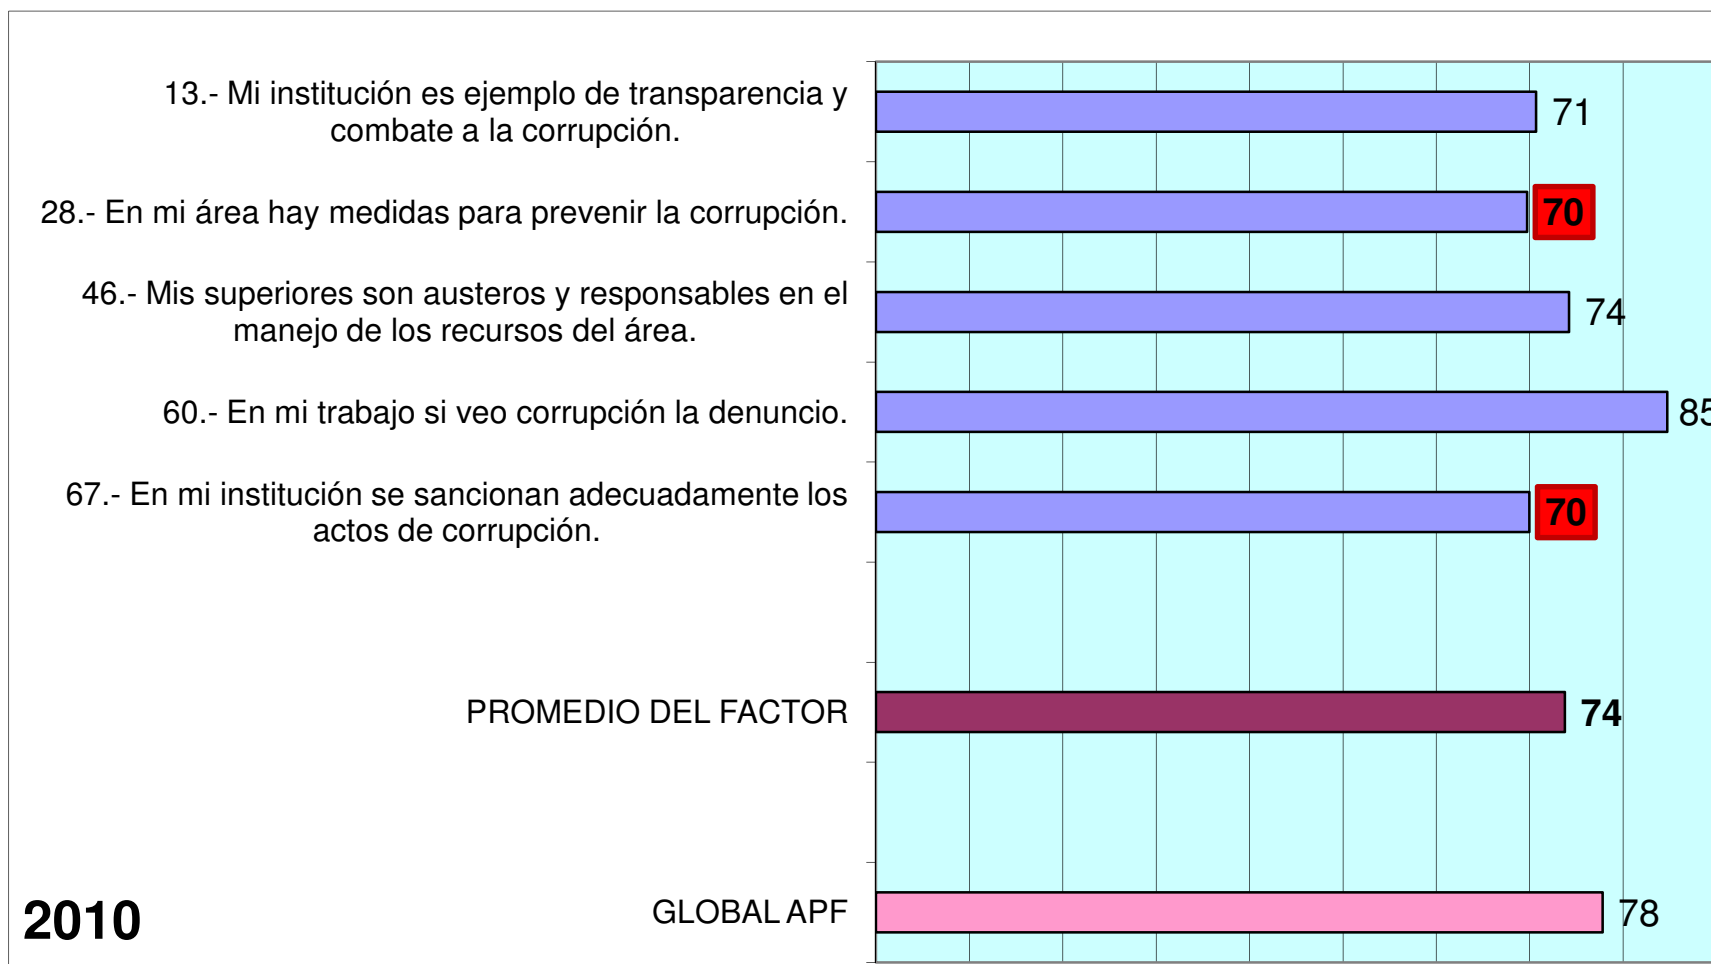 13.- Mi institución es ejemplo de transparencia y
combate a la corrupción.
71
28.- En mi área hay medidas para prevenir la corrupción.
70
46.- Mis superiores son austeros y responsables en el
manejo de los recursos del área.
74
60.- En mi trabajo si veo corrupción la denuncio.
85
67.- En mi institución se sancionan adecuadamente los
actos de corrupción.
70
PROMEDIO DEL FACTOR
74
GLOBAL APF
78
2010